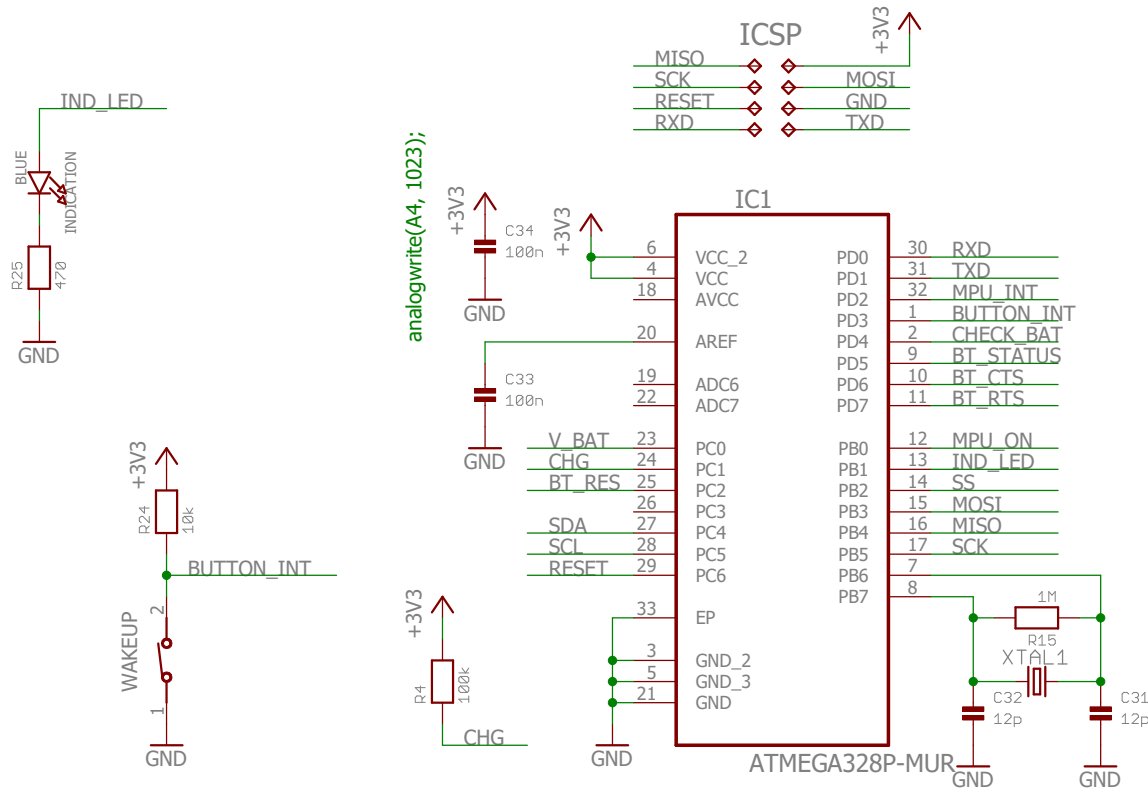 ICSP
+3V3
MISO
SCK
MOSI
RESET
GND
RXD
TXD
IND_LED
BLUE
INDICATION
R25
470
GND
analogwrite(A4, 1023);
+3V3
C34
100n
GND
+3V3
C33
100n
GND
IC1
6 VCC_2
4 VCC
18 AVCC
20 AREF
19 ADC6
22 ADC7
V_BAT 23 PC0
CHG 24 PC1
BT_RES 25 PC2
26 PC3
SDA 27 PC4
SCL 28 PC5
RESET 29 PC6
33 EP
3 GND_2
5 GND_3
21 GND
GND
PD0 30 RXD
PD1 31 TXD
PD2 32 MPU_INT
PD3 1 BUTTON_INT
PD4 2 CHECK_BAT
PD5 9 BT_STATUS
PD6 10 BT_CTS
PD7 11 BT_RTS
PB0 12 MPU_ON
PB1 13 IND_LED
PB2 14 SS
PB3 15 MOSI
PB4 16 MISO
PB5 17 SCK
PB6 7
PB7 8
ATMEGA328P-MUR
1M
R15
XTAL1
C32
12p
GND
C31
12p
GND
+3V3
R24
10k
BUTTON_INT
2
WAKEUP
1
GND
+3V3
R4
100k
CHG